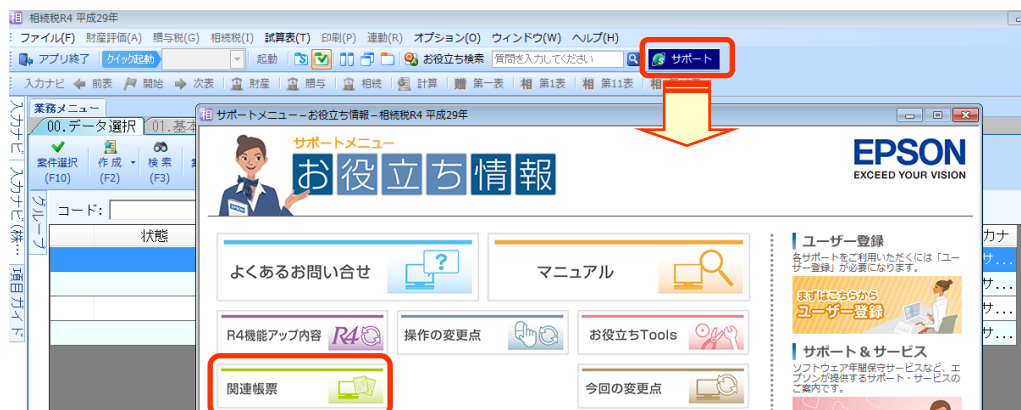 相続税R4 平成29年
ファイル(F) 財産評価(A) 贈与税(G) 相続税(I) 試算表(T) 印刷(P) 連動(R) オプション(O) ウィンドウ(W) ヘルプ(H)
アプリ終了 クイック起動 起動 お役立ち検索 質問を入力してください サポート
入力ナビ 前表 開始 次表 財産 贈与 相続 計算 第一表 相 第1表 相 第11表 相
業務メニュー
00.データ選択 01.基本
案件選択 作成 検索
(F10) (F2) (F3)
コード:
状態
カナ
サ...
サ...
サ...
サ...
入力ナビ
入力ナビ(株...
項目ガイド
グループ
サポートメニュー－お役立ち情報－相続税R4 平成29年
サポートメニュー
お役立ち情報
EPSON
EXCEED YOUR VISION
よくあるお問い合せ
マニュアル
R4機能アップ内容 R4
操作の変更点
お役立ちTools
関連帳票
今回の変更点
ユーザー登録
各サポートをご利用いただくには「ユー
ザー登録」が必要になります。
まずはこちらから
ユーザー登録
サポート＆サービス
ソフトウェア年間保守サービスなど、エ
プソンが提供するサポート・サービスの
ご案内です。